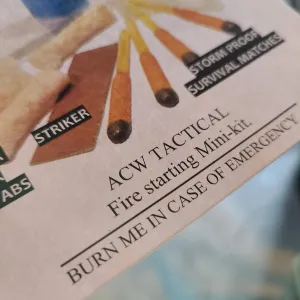 STORM PROOF
SURVIVAL MATCHES
STRIKER
ABS
ACW TACTICAL
Fire starting Mini-kit.
BURN ME IN CASE OF EMERGENCY